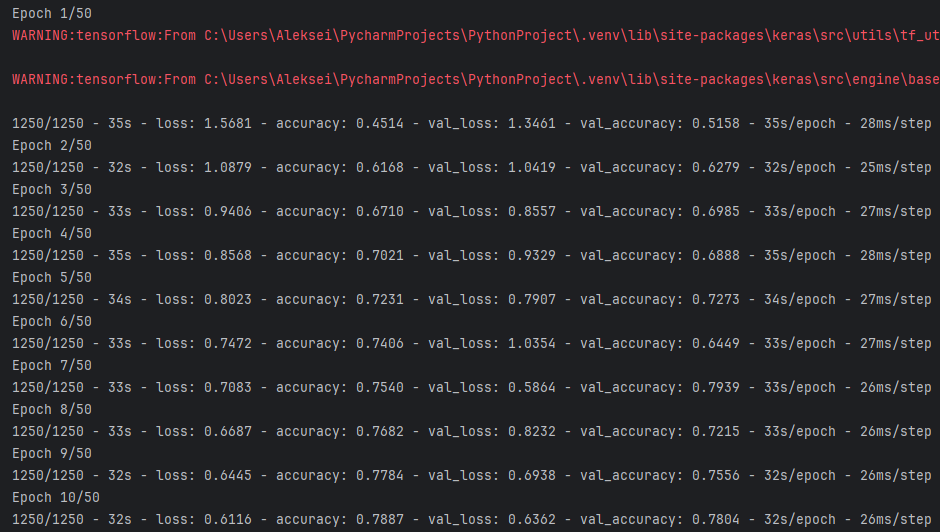 Epoch 1/50
WARNING:tensorflow:From C:\Users\Aleksei\PycharmProjects\PythonProject\.venv\lib\site-packages\keras\src\utils\tf_ut
WARNING:tensorflow:From C:\Users\Aleksei\PycharmProjects\PythonProject\.venv\lib\site-packages\keras\src\engine\base
1250/1250 - 35s - loss: 1.5681 - accuracy: 0.4514 - val_loss: 1.3461 - val_accuracy: 0.5158 - 35s/epoch - 28ms/step
Epoch 2/50
1250/1250 - 32s - loss: 1.0879 - accuracy: 0.6168 - val_loss: 1.0419 - val_accuracy: 0.6279 - 32s/epoch - 25ms/step
Epoch 3/50
1250/1250 - 33s - loss: 0.9406 - accuracy: 0.6710 - val_loss: 0.8557 - val_accuracy: 0.6985 - 33s/epoch - 27ms/step
Epoch 4/50
1250/1250 - 35s - loss: 0.8568 - accuracy: 0.7021 - val_loss: 0.9329 - val_accuracy: 0.6888 - 35s/epoch - 28ms/step
Epoch 5/50
1250/1250 - 34s - loss: 0.8023 - accuracy: 0.7231 - val_loss: 0.7907 - val_accuracy: 0.7273 - 34s/epoch - 27ms/step
Epoch 6/50
1250/1250 - 33s - loss: 0.7472 - accuracy: 0.7406 - val_loss: 1.0354 - val_accuracy: 0.6449 - 33s/epoch - 27ms/step
Epoch 7/50
1250/1250 - 33s - loss: 0.7083 - accuracy: 0.7540 - val_loss: 0.5864 - val_accuracy: 0.7939 - 33s/epoch - 26ms/step
Epoch 8/50
1250/1250 - 33s - loss: 0.6687 - accuracy: 0.7682 - val_loss: 0.8232 - val_accuracy: 0.7215 - 33s/epoch - 26ms/step
Epoch 9/50
1250/1250 - 32s - loss: 0.6445 - accuracy: 0.7784 - val_loss: 0.6938 - val_accuracy: 0.7556 - 32s/epoch - 26ms/step
Epoch 10/50
1250/1250 - 32s - loss: 0.6116 - accuracy: 0.7887 - val_loss: 0.6362 - val_accuracy: 0.7804 - 32s/epoch - 26ms/step